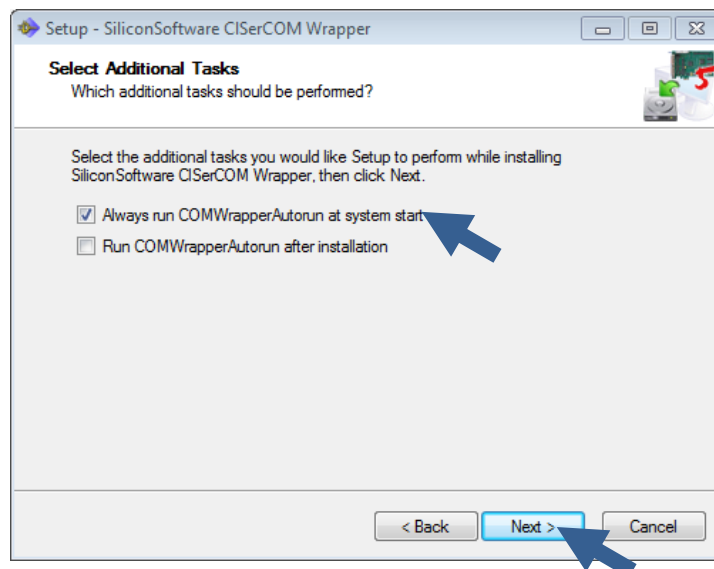 Setup - SiliconSoftware ClSerCOM Wrapper
Select Additional Tasks
Which additional tasks should be performed?
Select the additional tasks you would like Setup to perform while installing
SiliconSoftware ClSerCOM Wrapper, then click Next.
Always run COMWrapperAutorun at system start
Run COMWrapperAutorun after installation
< Back Next > Cancel